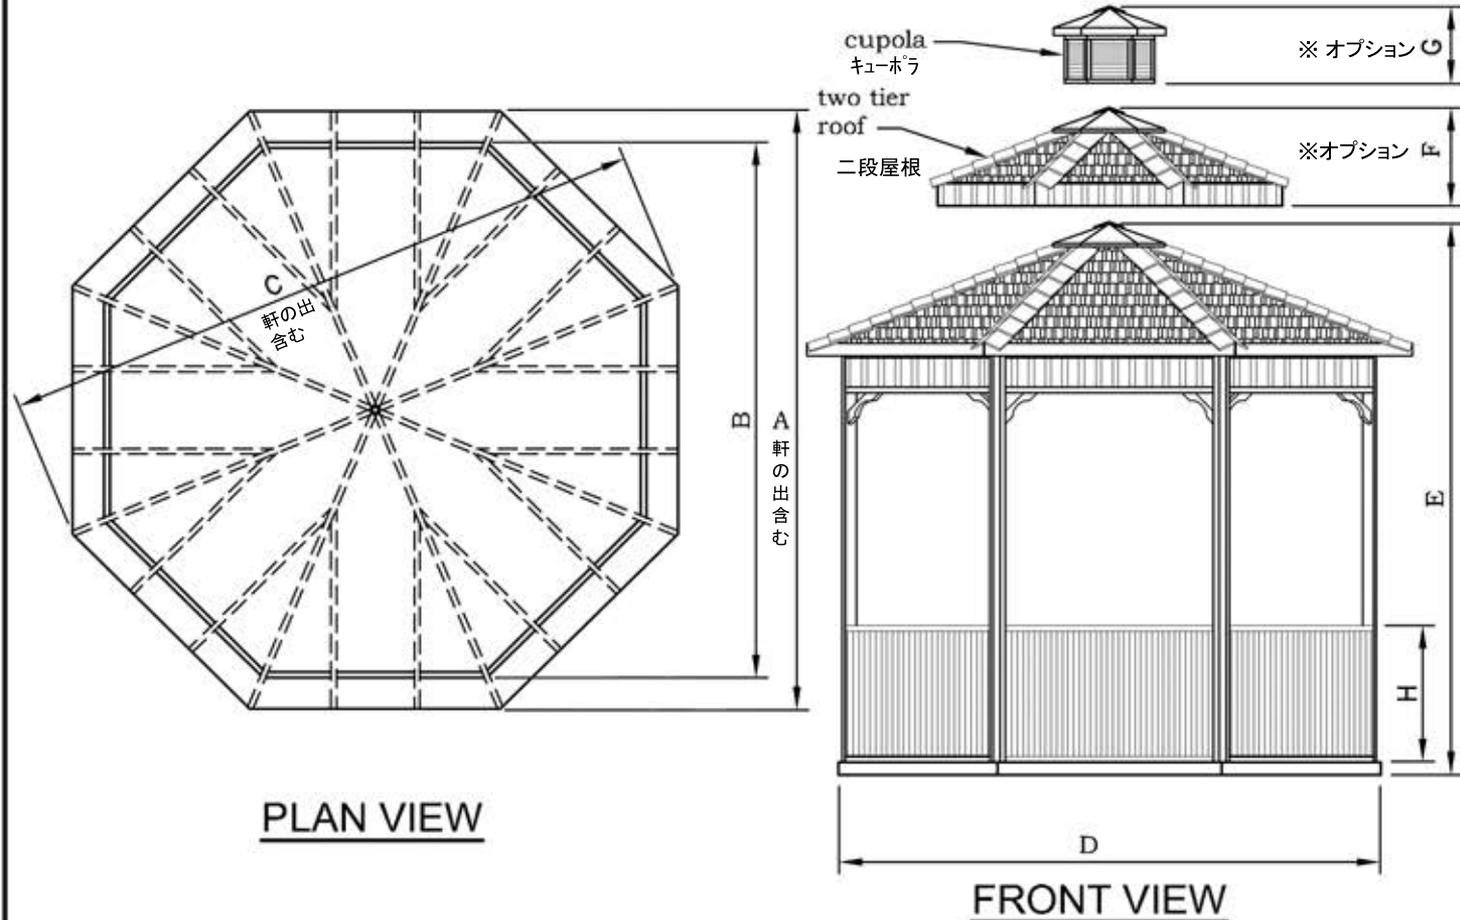 cupola
キューポラ
※ オプション
G
two tier
roof
二段屋根
※オプション
F
C
軒の出
含む
B
A
軒の出含む
E
H
D
PLAN VIEW
FRONT VIEW